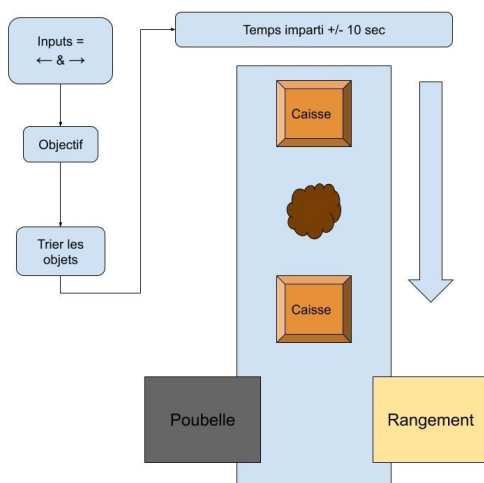 Inputs =
← & →
Objectif
Trier les
objets
Temps imparti +/- 10 sec
Caisse
Caisse
Poubelle
Rangement